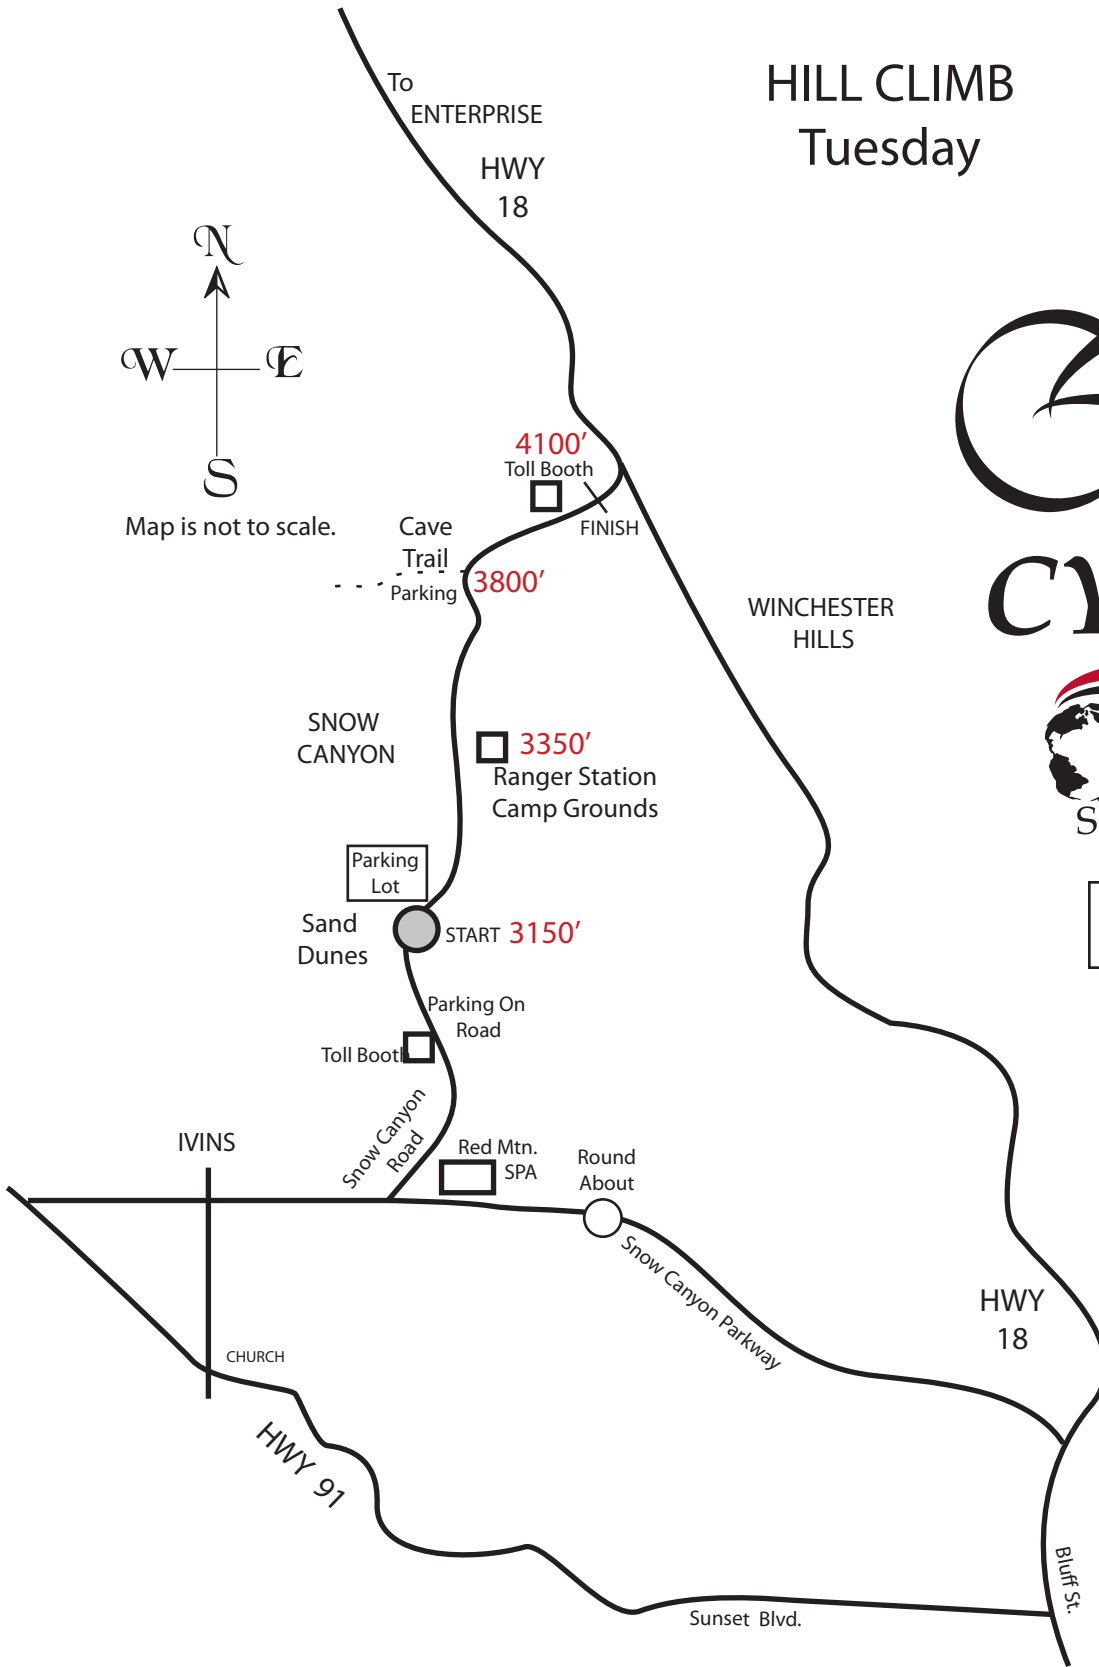 HILL CLIMB
Tuesday
To
ENTERPRISE
HWY
18
N
W
E
S
Map is not to scale.
4100’
Toll Booth
FINISH
Cave
Trail
Parking
3800’
WINCHESTER
HILLS
CY
SNOW
CANYON
3350’
Ranger Station
Camp Grounds
S
Parking
Lot
Sand
Dunes
START
3150’
Parking On
Road
Toll Booth
Snow Canyon
Road
IVINS
Red Mtn.
SPA
Round
About
Snow Canyon Parkway
HWY
18
CHURCH
HWY 91
Bluff St.
Sunset Blvd.